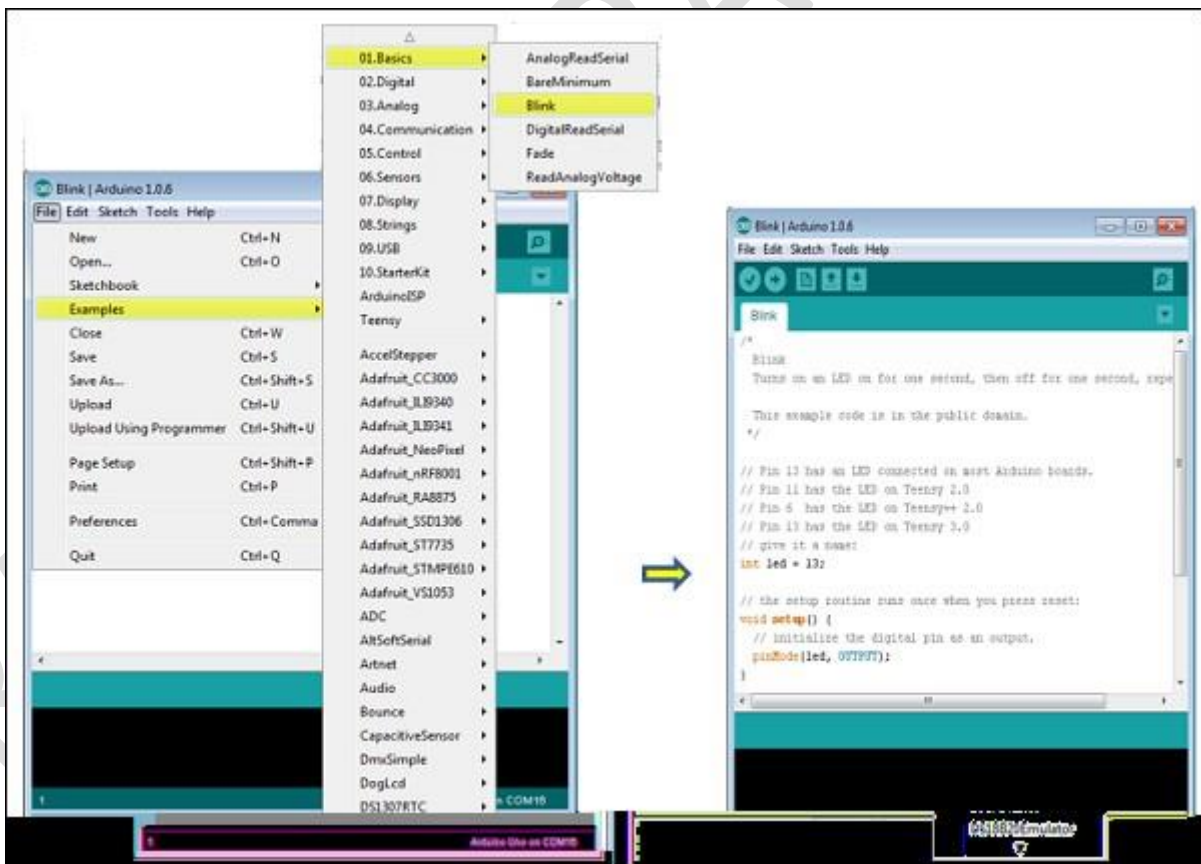 01.Basics
02.Digital
03.Analog
04.Communication
05.Control
06.Sensors
07.Display
08.Strings
09.USB
10.StarterKit
ArduinoISP
Teensy
AccelStepper
Adafruit_CC3000
Adafruit_ILI9340
Adafruit_ILI9341
Adafruit_NeoPixel
Adafruit_nRF8001
Adafruit_RA8875
Adafruit_SSD1306
Adafruit_ST7735
Adafruit_STMPE610
Adafruit_VS1053
ADC
AltSoftSerial
Artnet
Audio
Bounce
CapacitiveSensor
DmxSimple
DogLcd
DS1307RTC
AnalogReadSerial
BareMinimum
Blink
DigitalReadSerial
Fade
ReadAnalogVoltage
Blink | Arduino 1.0.6
File Edit Sketch Tools Help
New Ctrl+N
Open... Ctrl+O
Sketchbook
Examples
Close Ctrl+W
Save Ctrl+S
Save As... Ctrl+Shift+S
Upload Ctrl+U
Upload Using Programmer Ctrl+Shift+U
Page Setup Ctrl+Shift+P
Print Ctrl+P
Preferences Ctrl+Comma
Quit Ctrl+Q
1 n COM16
1 Arduino Uno on COM16
Blink | Arduino 1.0.6
File Edit Sketch Tools Help
Blink
/*
Blink
Turns on an LED on for one second, then off for one second, repe
This example code is in the public domain.
*/
// Pin 13 has an LED connected on most Arduino boards.
// Pin 11 has the LED on Teensy 2.0
// Pin 6 has the LED on Teensy++ 2.0
// Pin 13 has the LED on Teensy 3.0
// give it a name:
int led = 13;
// the setup routine runs once when you press reset:
void setup() {
// initialize the digital pin as an output.
pinMode(led, OUTPUT);
}